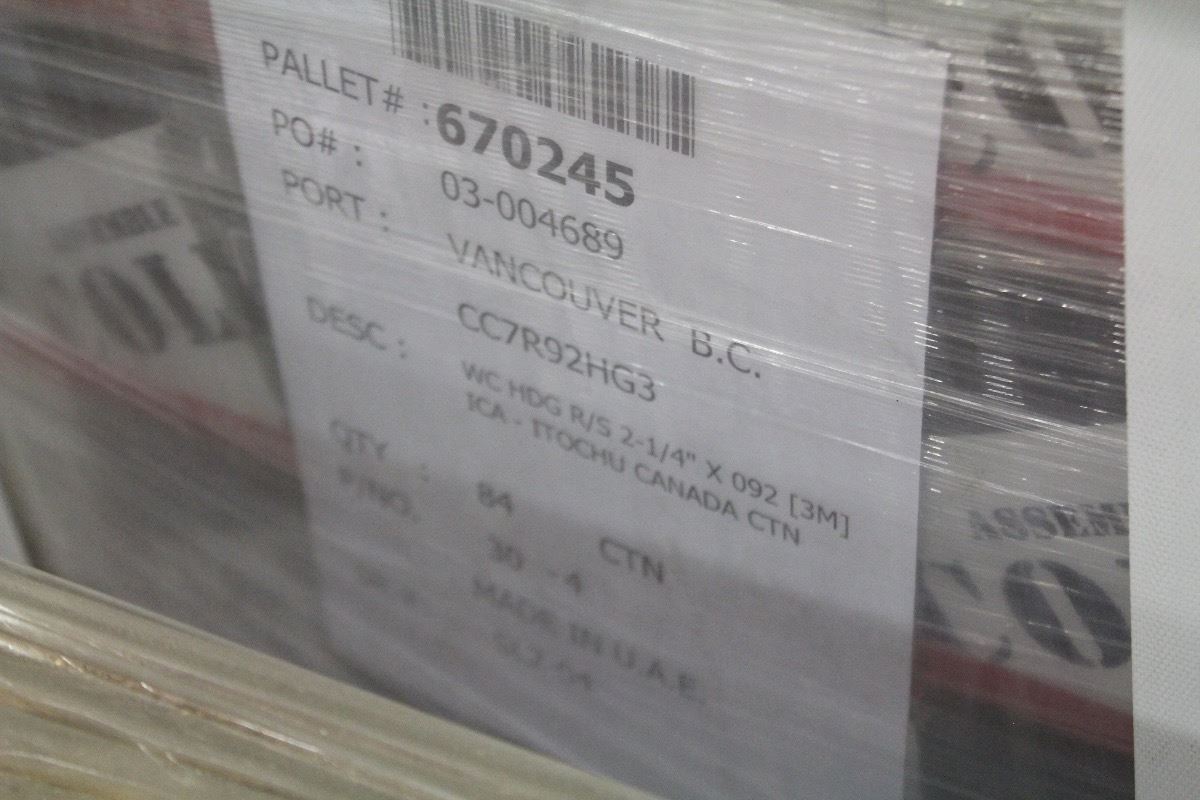 PALLET# : 670245
PO# : 03-004689
PORT : VANCOUVER B.C.
CC7R92HG3
DESC : WC HDG R/S 2-1/4" X 092 [3M]
ICA - ITOCHU CANADA CTN
QTY : 84 CTN
P/NO. 30 - 4
MADE IN U.A.E.